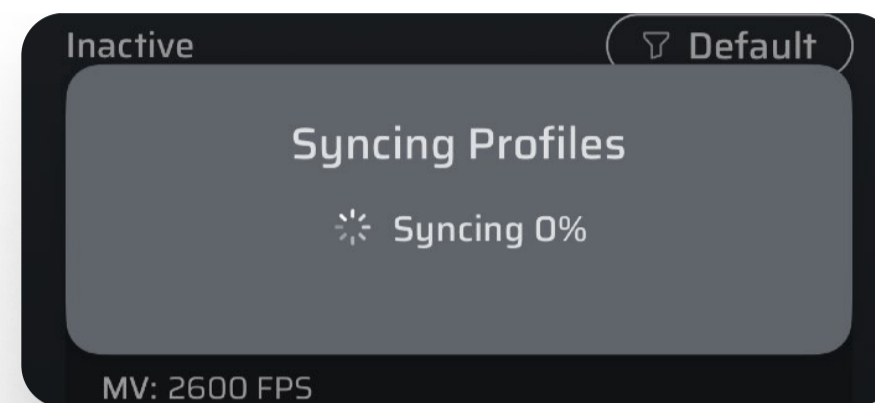 Inactive
Default
Syncing Profiles
Syncing 0%
MV: 2600 FPS